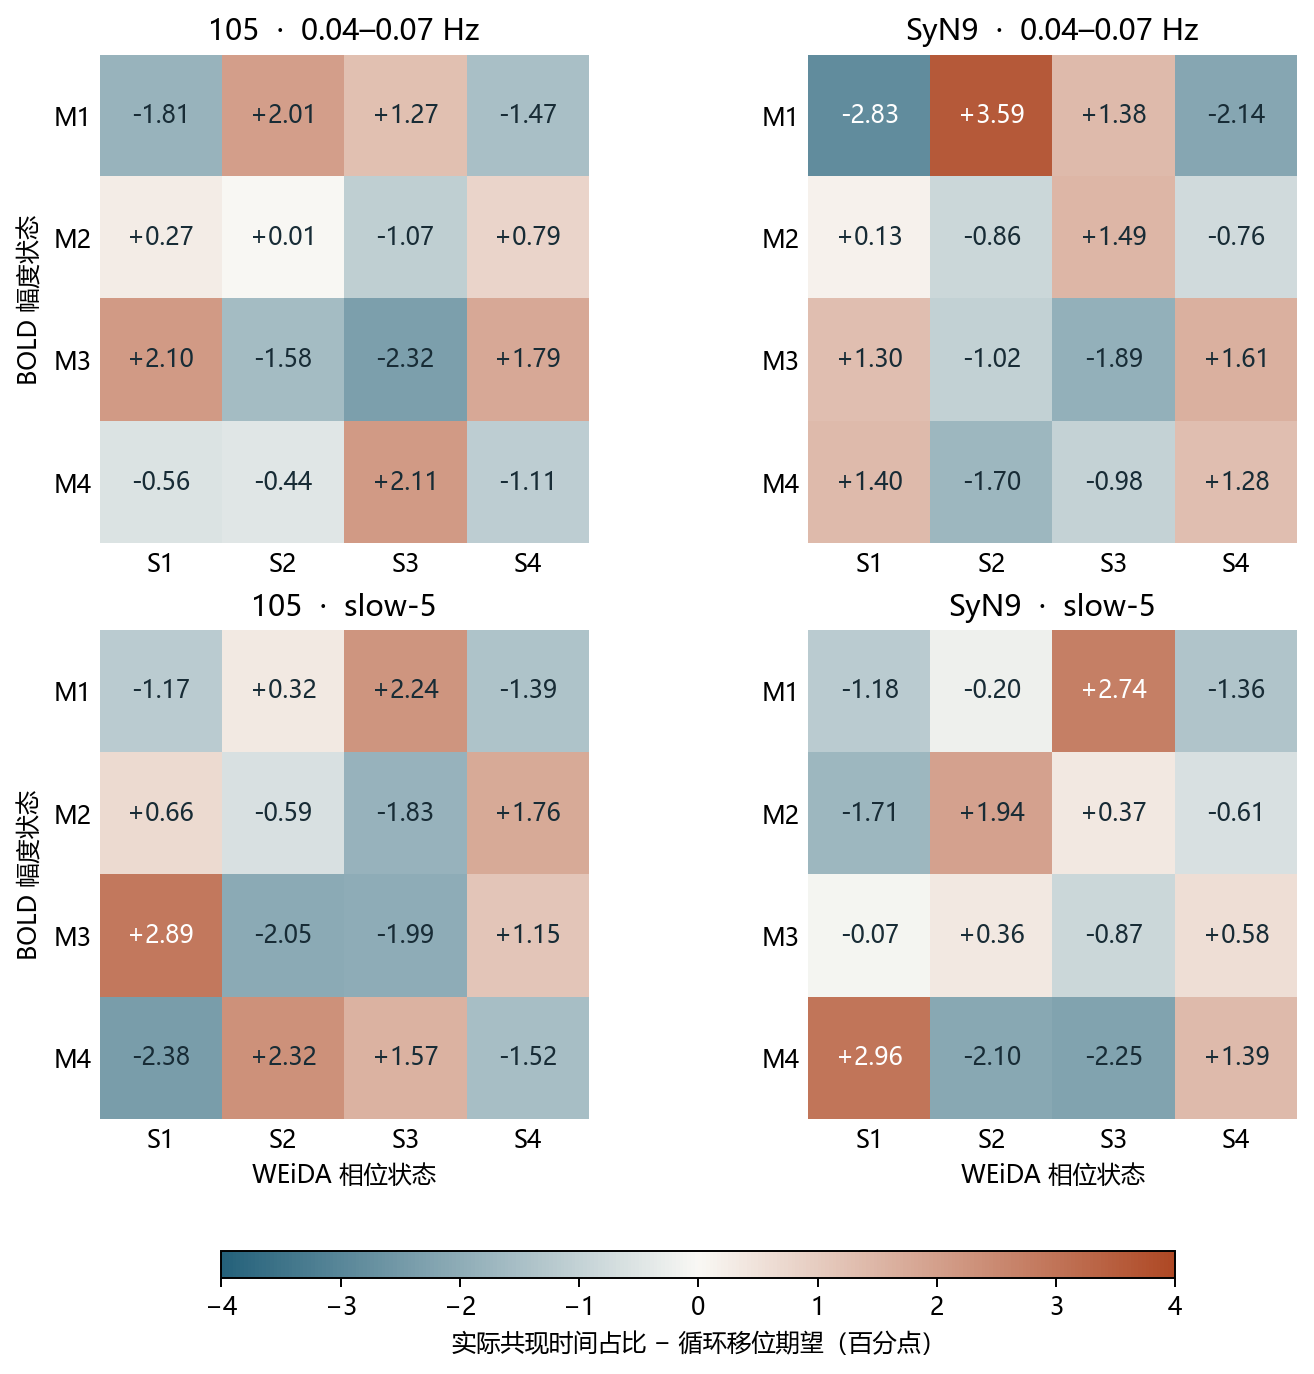 105 · 0.04–0.07 Hz
SyN9 · 0.04–0.07 Hz
BOLD 幅度状态
M1 -1.81 +2.01 +1.27 -1.47
M2 +0.27 +0.01 -1.07 +0.79
M3 +2.10 -1.58 -2.32 +1.79
M4 -0.56 -0.44 +2.11 -1.11
S1 S2 S3 S4
M1 -2.83 +3.59 +1.38 -2.14
M2 +0.13 -0.86 +1.49 -0.76
M3 +1.30 -1.02 -1.89 +1.61
M4 +1.40 -1.70 -0.98 +1.28
S1 S2 S3 S4
105 · slow-5
SyN9 · slow-5
BOLD 幅度状态
M1 -1.17 +0.32 +2.24 -1.39
M2 +0.66 -0.59 -1.83 +1.76
M3 +2.89 -2.05 -1.99 +1.15
M4 -2.38 +2.32 +1.57 -1.52
S1 S2 S3 S4
WEiDA 相位状态
M1 -1.18 -0.20 +2.74 -1.36
M2 -1.71 +1.94 +0.37 -0.61
M3 -0.07 +0.36 -0.87 +0.58
M4 +2.96 -2.10 -2.25 +1.39
S1 S2 S3 S4
WEiDA 相位状态
−4 −3 −2 −1 0 1 2 3 4
实际共现时间占比 − 循环移位期望（百分点）